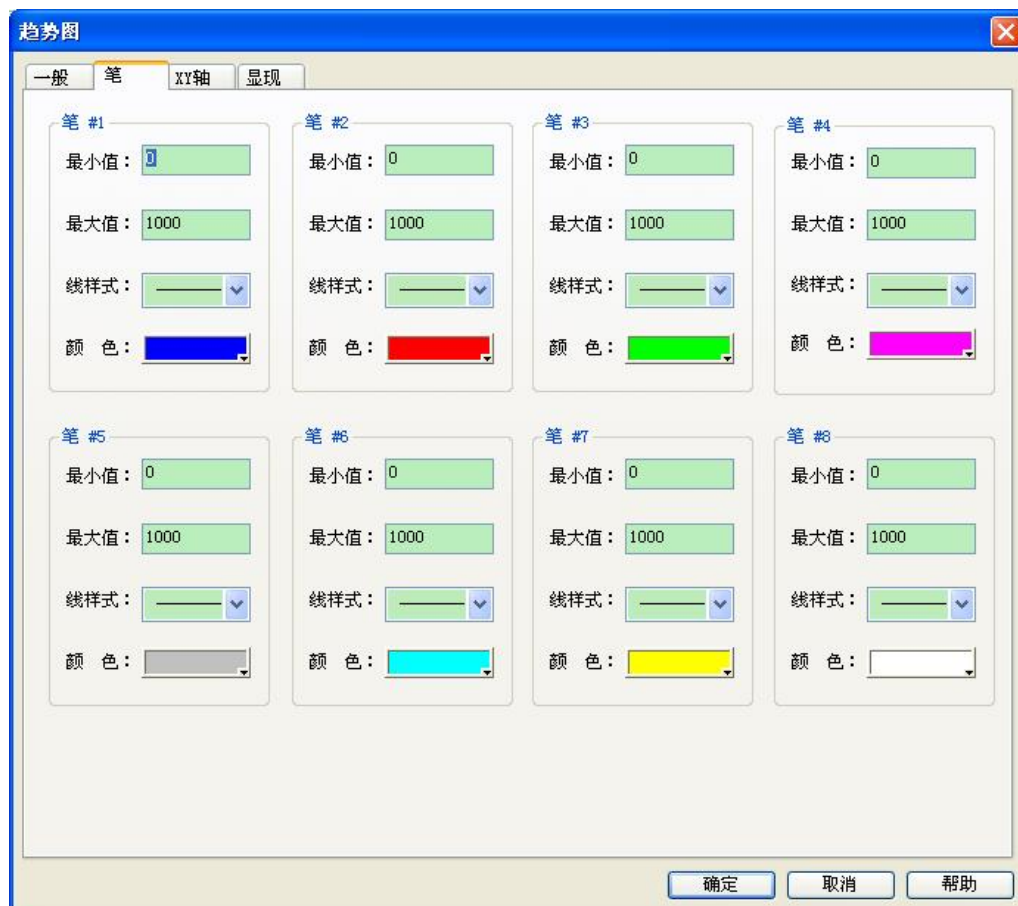 趋势图
一般 笔 XY轴 显现
笔 #1 笔 #2 笔 #3 笔 #4
最小值：0 最小值：0 最小值：0 最小值：0
最大值：1000 最大值：1000 最大值：1000 最大值：1000
线样式： 线样式： 线样式： 线样式：
颜 色： 颜 色： 颜 色： 颜 色：
笔 #5 笔 #6 笔 #7 笔 #8
最小值：0 最小值：0 最小值：0 最小值：0
最大值：1000 最大值：1000 最大值：1000 最大值：1000
线样式： 线样式： 线样式： 线样式：
颜 色： 颜 色： 颜 色： 颜 色：
确定 取消 帮助